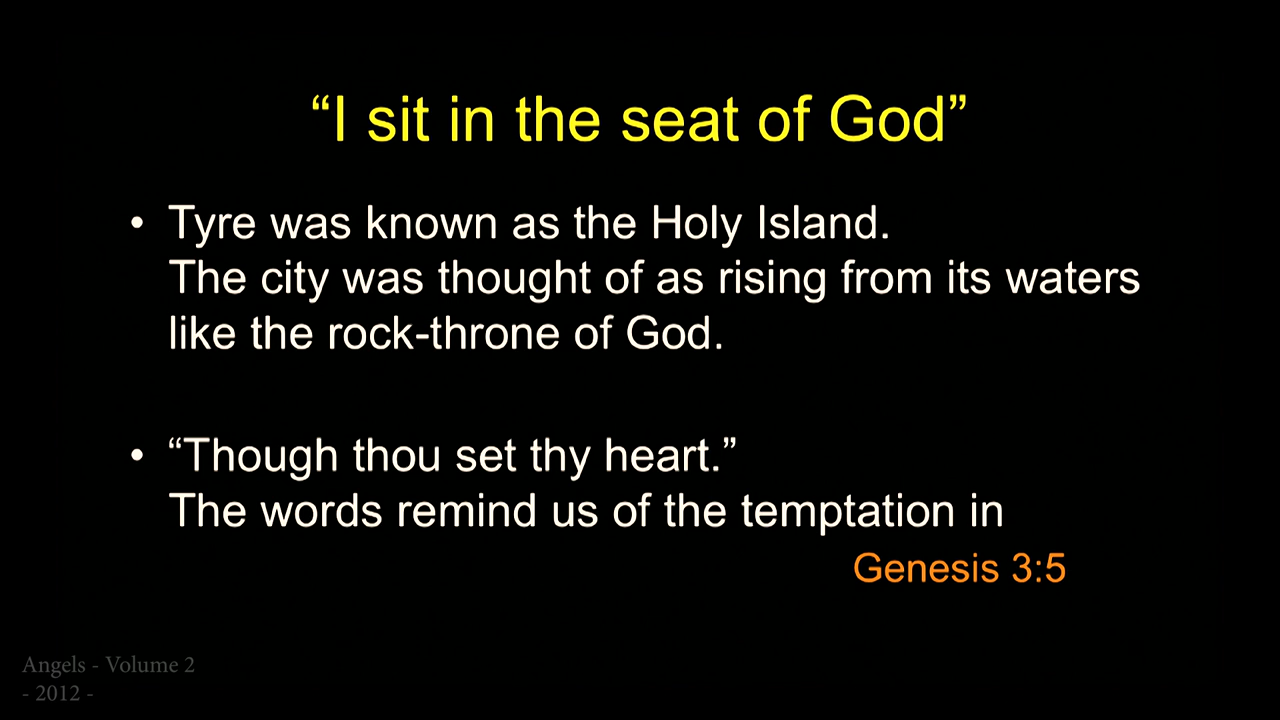 “I sit in the seat of God”
• Tyre was known as the Holy Island.
The city was thought of as rising from its waters
like the rock-throne of God.
• “Though thou set thy heart.”
The words remind us of the temptation in
Genesis 3:5
Angels - Volume 2
- 2012 -